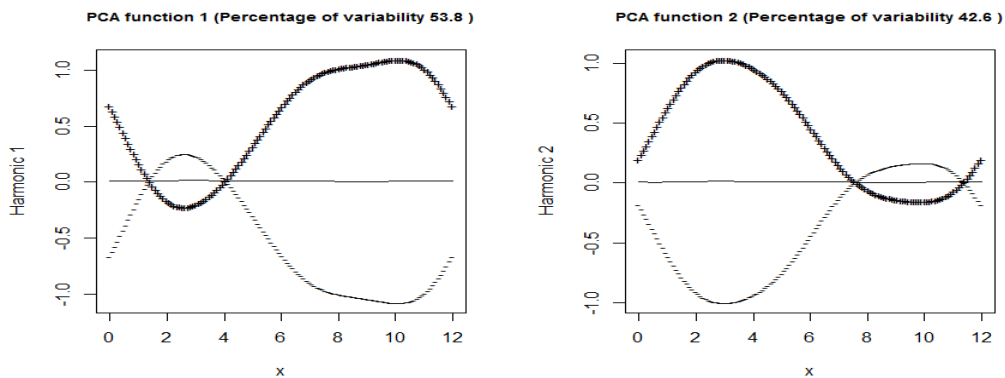 PCA function 1 (Percentage of variability 53.8 )
Harmonic 1
1.0
0.5
0.0
-0.5
-1.0
0 2 4 6 8 10 12
x
PCA function 2 (Percentage of variability 42.6 )
Harmonic 2
1.0
0.5
0.0
-0.5
-1.0
0 2 4 6 8 10 12
x